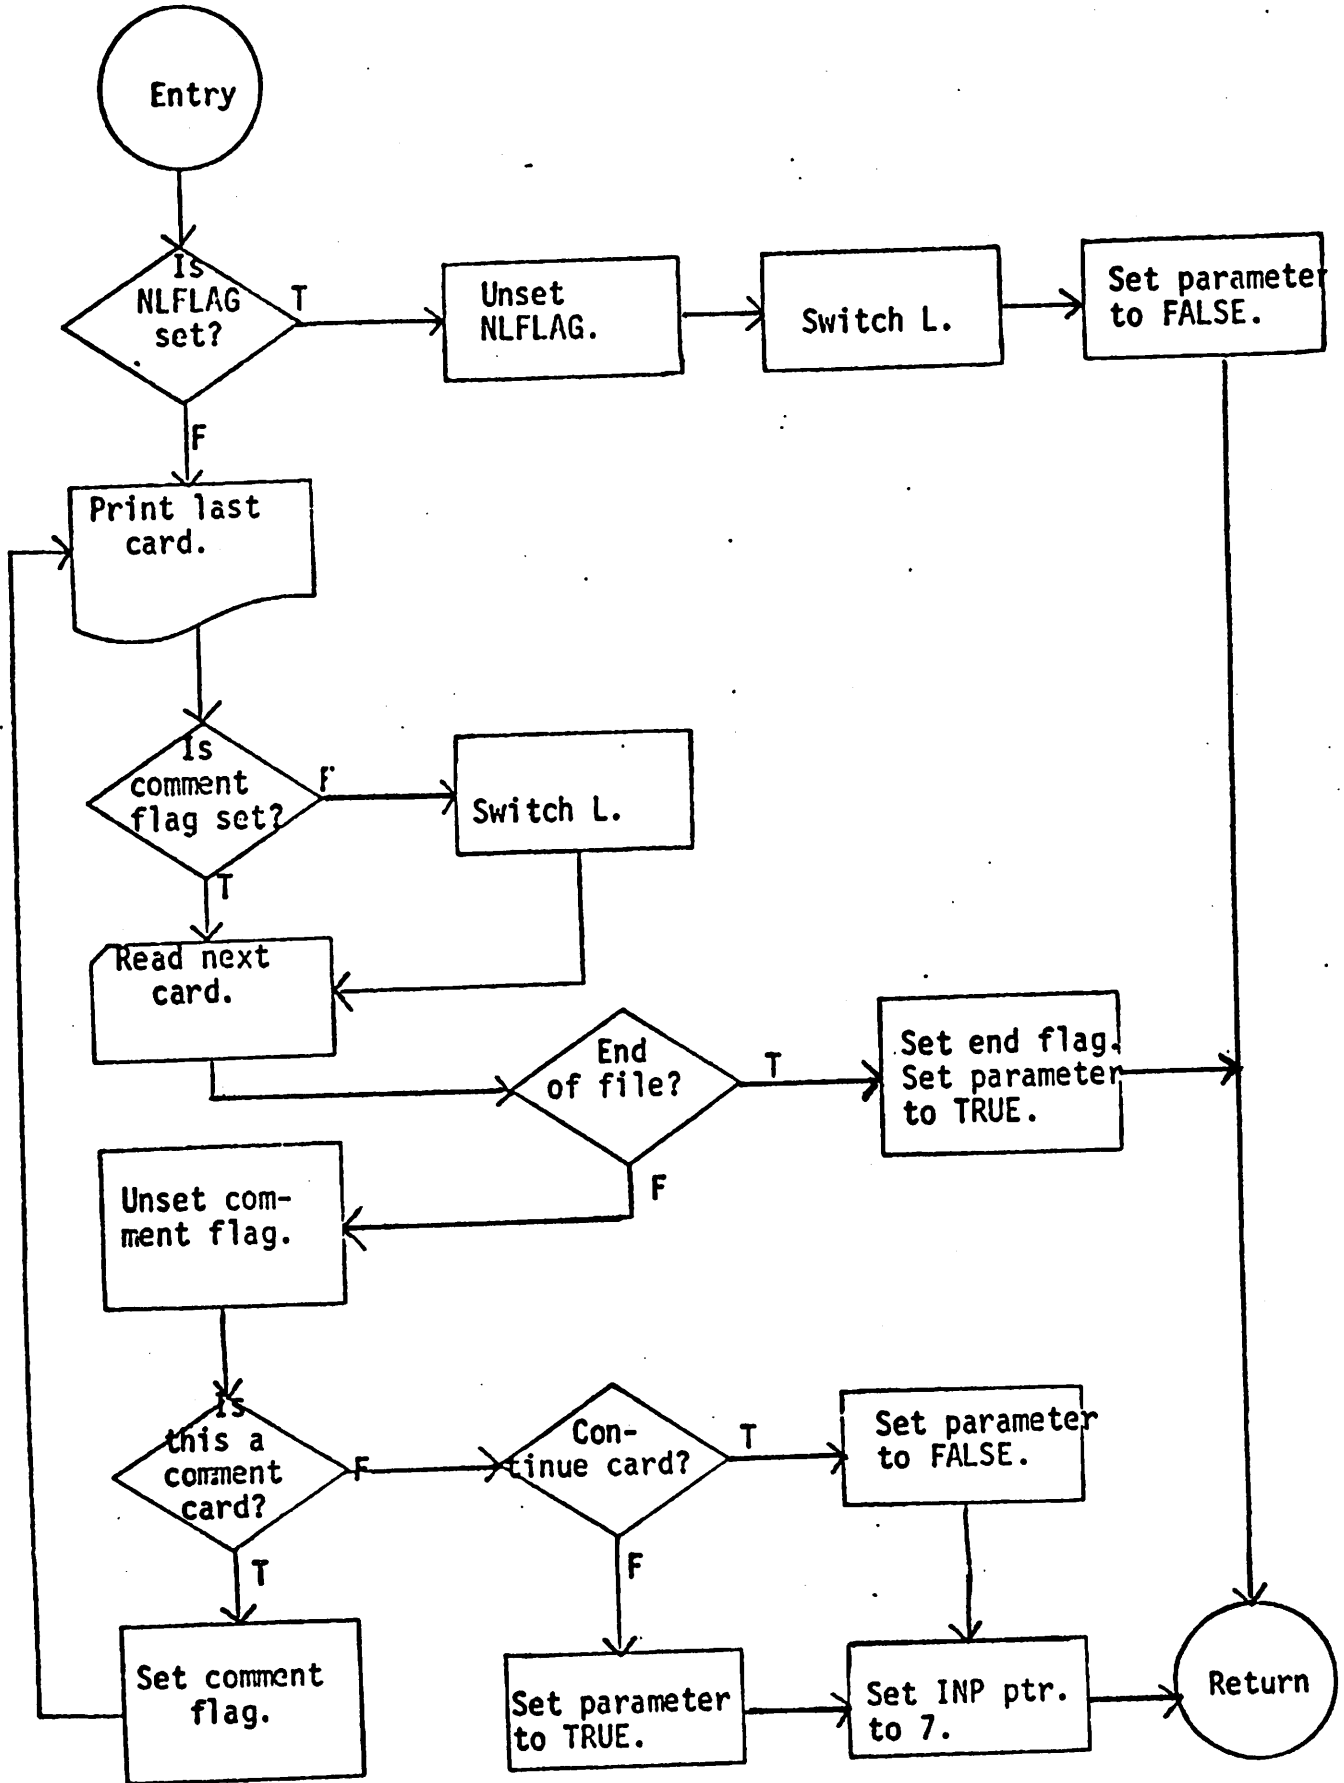 Entry
Is
NLFLAG
set?
T
Unset
NLFLAG.
Switch L.
Set parameter
to FALSE.
F
Print last
card.
Is
comment
flag set?
F
Switch L.
T
Read next
card.
End
of file?
T
Set end flag.
Set parameter
to TRUE.
F
Unset com-
ment flag.
Is
this a
comment
card?
F
Con-
tinue card?
T
Set parameter
to FALSE.
T
F
Set comment
flag.
Set parameter
to TRUE.
Set INP ptr.
to 7.
Return